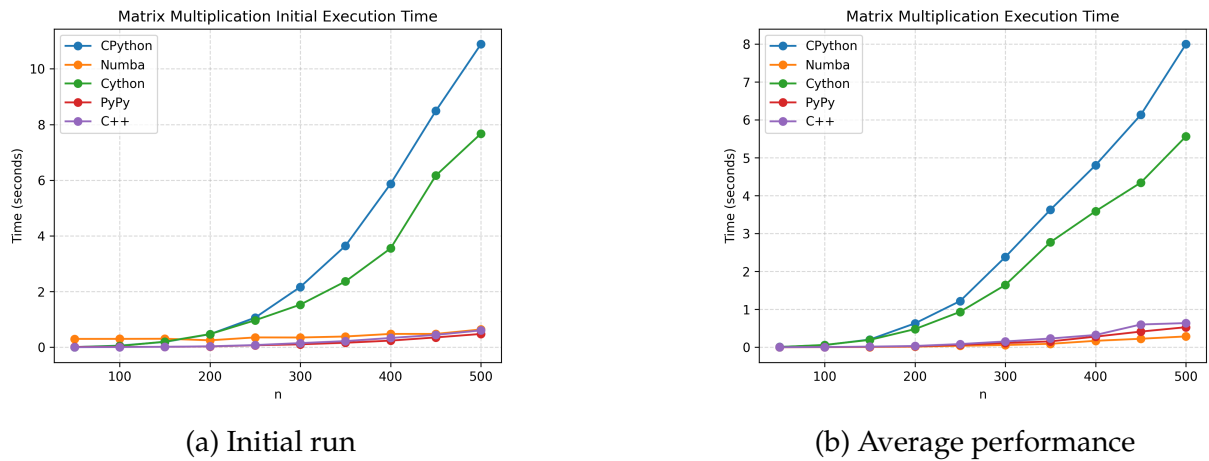 Matrix Multiplication Initial Execution Time
CPython
Numba
Cython
PyPy
C++
Time (seconds)
10
8
6
4
2
0
100 200 300 400 500
n
(a) Initial run
Matrix Multiplication Execution Time
CPython
Numba
Cython
PyPy
C++
Time (seconds)
8
7
6
5
4
3
2
1
0
100 200 300 400 500
n
(b) Average performance